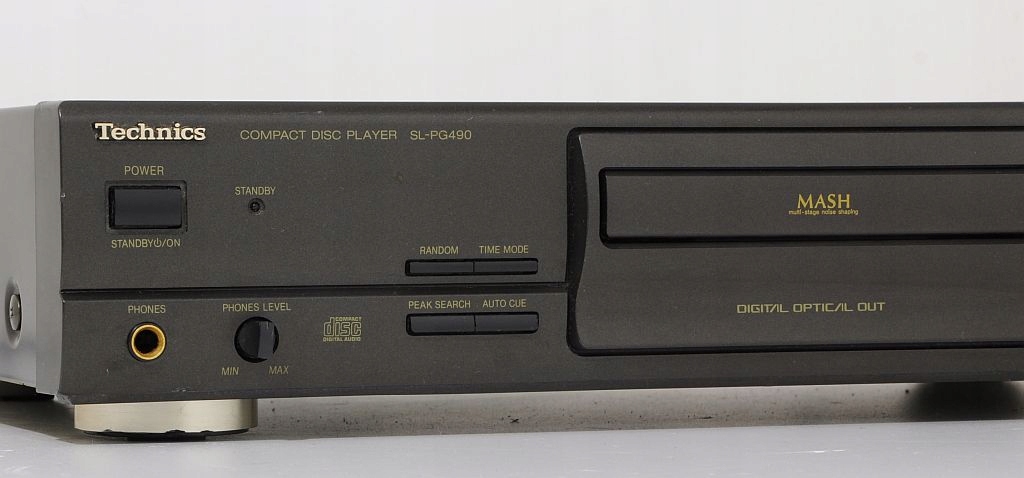 Technics
COMPACT DISC PLAYER SL-PG490
POWER
STANDBY⏻/ON
STANDBY
RANDOM
TIME MODE
PEAK SEARCH
AUTO CUE
PHONES
PHONES LEVEL
MIN
MAX
COMPACT
disc
DIGITAL AUDIO
MASH
multi-stage noise shaping
DIGITAL OPTICAL OUT